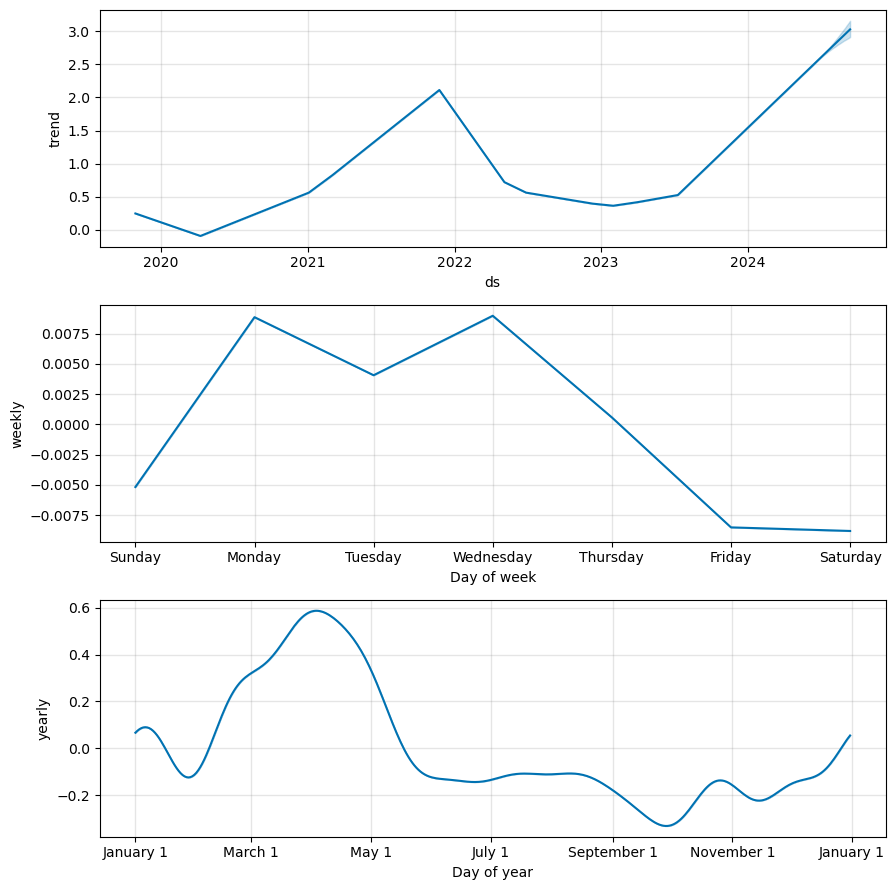 3.0
2.5
2.0
1.5
1.0
0.5
0.0
trend
2020 2021 2022 2023 2024
ds
0.0075
0.0050
0.0025
0.0000
−0.0025
−0.0050
−0.0075
weekly
Sunday Monday Tuesday Wednesday Thursday Friday Saturday
Day of week
0.6
0.4
0.2
0.0
−0.2
yearly
January 1 March 1 May 1 July 1 September 1 November 1 January 1
Day of year